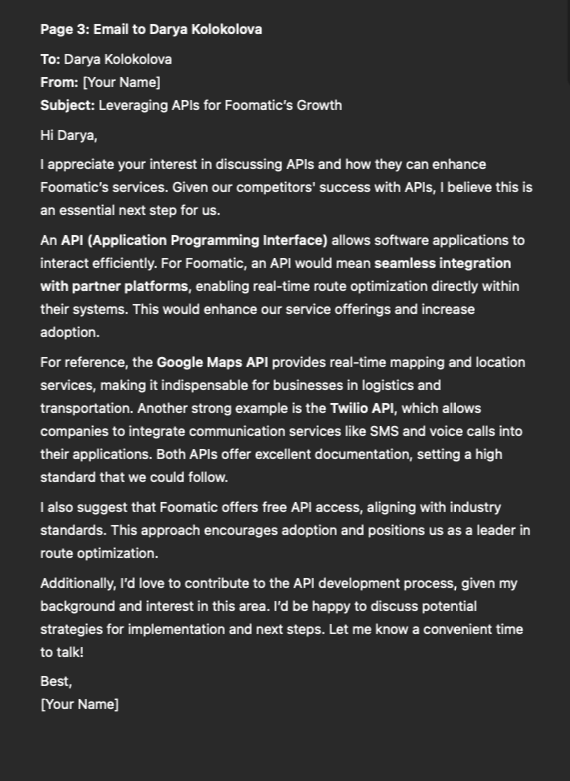 Page 3: Email to Darya Kolokolova
To: Darya Kolokolova
From: [Your Name]
Subject: Leveraging APIs for Foomatic’s Growth
Hi Darya,
I appreciate your interest in discussing APIs and how they can enhance
Foomatic’s services. Given our competitors' success with APIs, I believe this is
an essential next step for us.
An API (Application Programming Interface) allows software applications to
interact efficiently. For Foomatic, an API would mean seamless integration
with partner platforms, enabling real-time route optimization directly within
their systems. This would enhance our service offerings and increase
adoption.
For reference, the Google Maps API provides real-time mapping and location
services, making it indispensable for businesses in logistics and
transportation. Another strong example is the Twilio API, which allows
companies to integrate communication services like SMS and voice calls into
their applications. Both APIs offer excellent documentation, setting a high
standard that we could follow.
I also suggest that Foomatic offers free API access, aligning with industry
standards. This approach encourages adoption and positions us as a leader in
route optimization.
Additionally, I’d love to contribute to the API development process, given my
background and interest in this area. I’d be happy to discuss potential
strategies for implementation and next steps. Let me know a convenient time
to talk!
Best,
[Your Name]